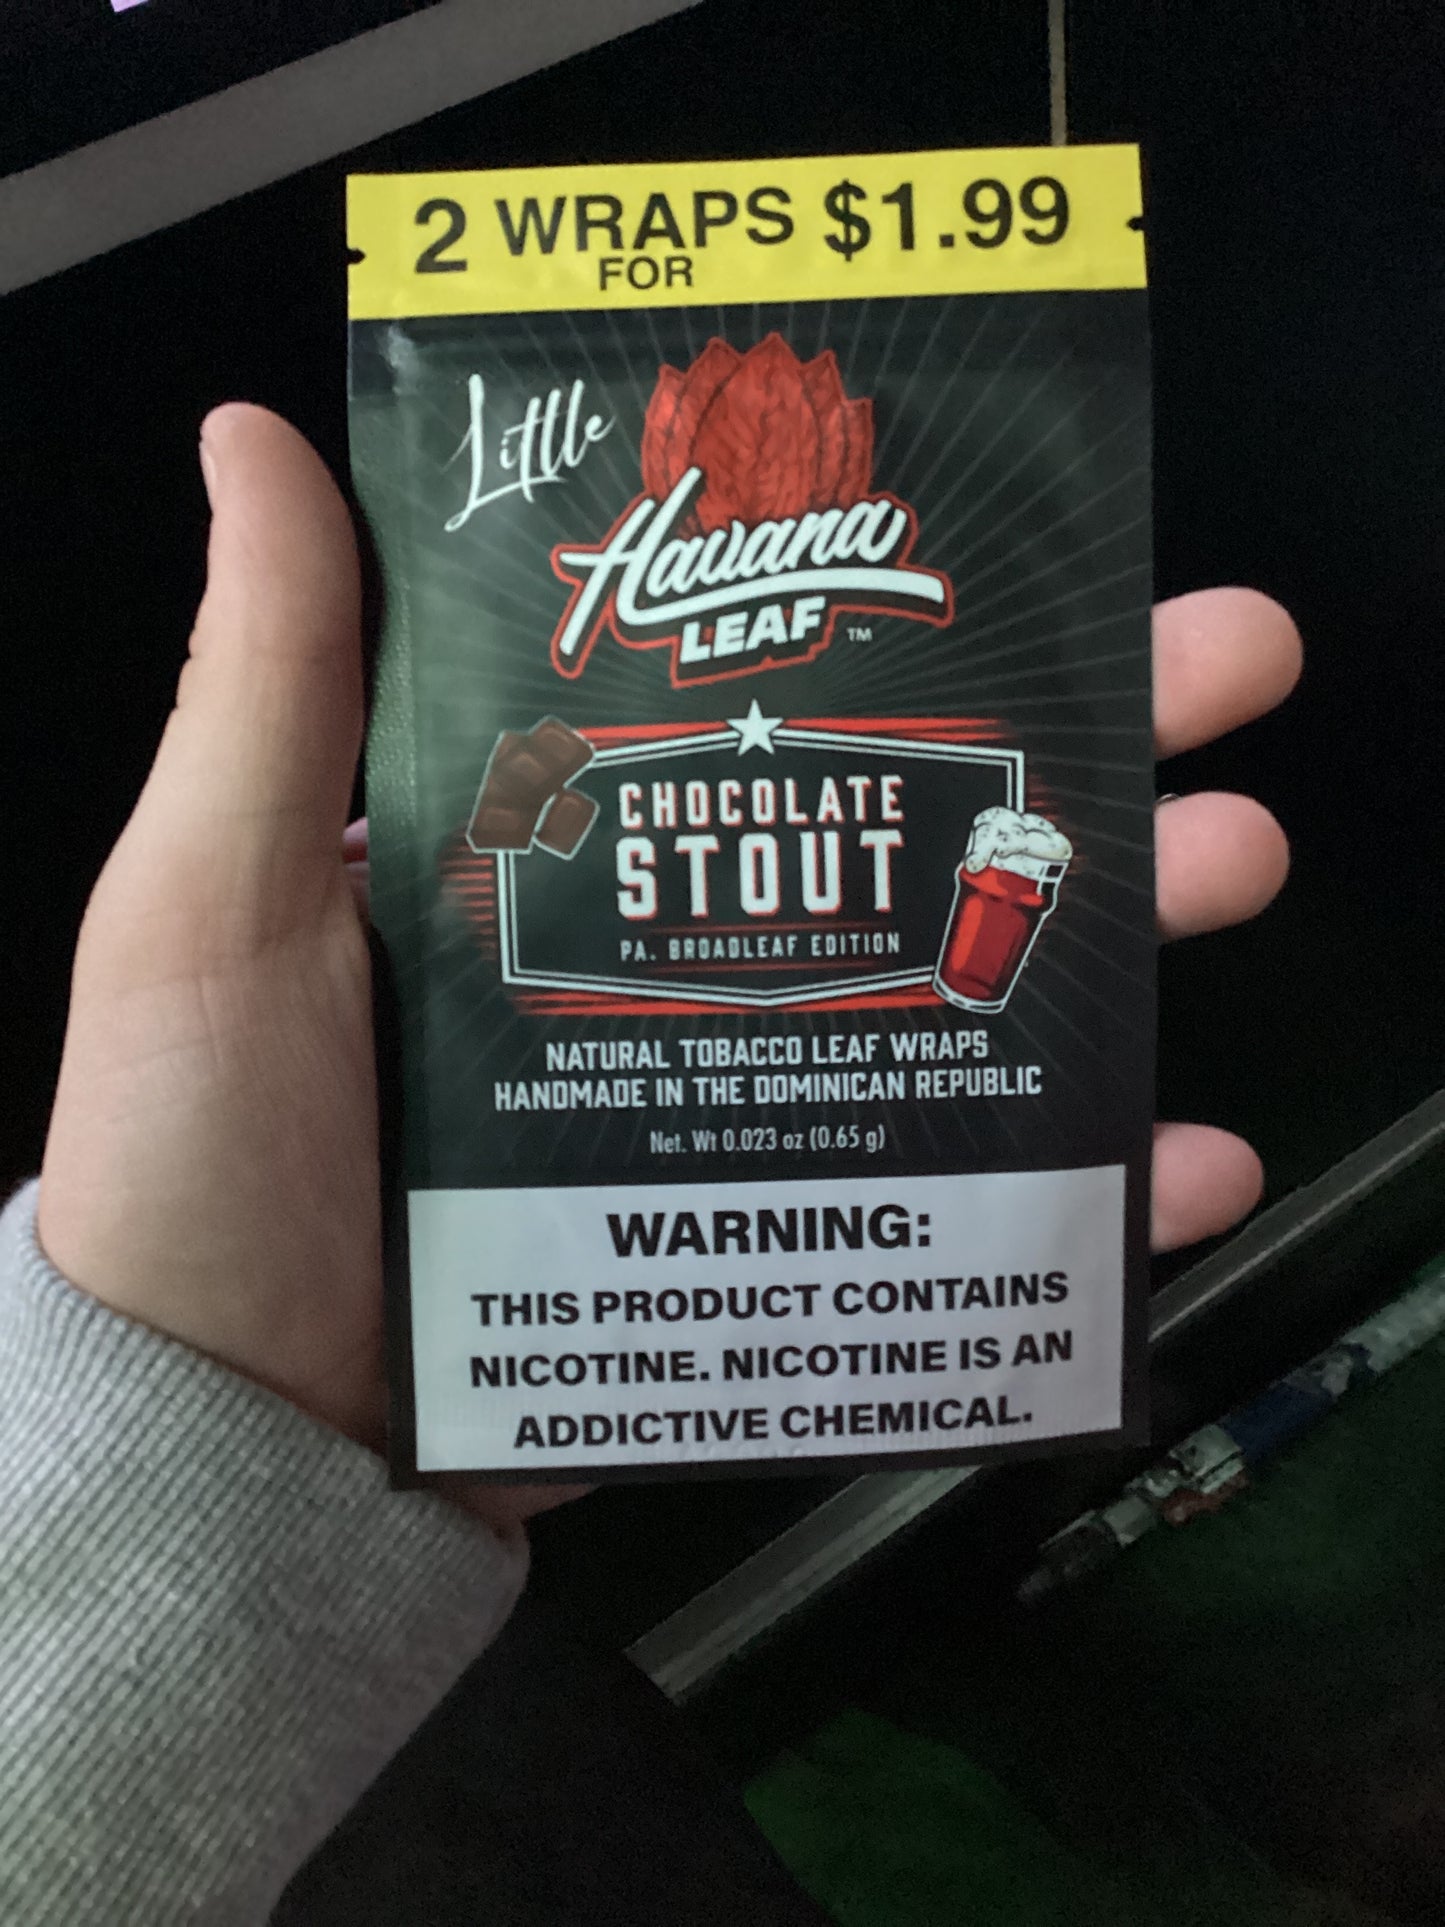 2 WRAPS $1.99
FOR
Little
Havana
LEAF ™
CHOCOLATE
STOUT
PA. BROADLEAF EDITION
NATURAL TOBACCO LEAF WRAPS
HANDMADE IN THE DOMINICAN REPUBLIC
Net. Wt 0.023 oz (0.65 g)
WARNING:
THIS PRODUCT CONTAINS
NICOTINE. NICOTINE IS AN
ADDICTIVE CHEMICAL.